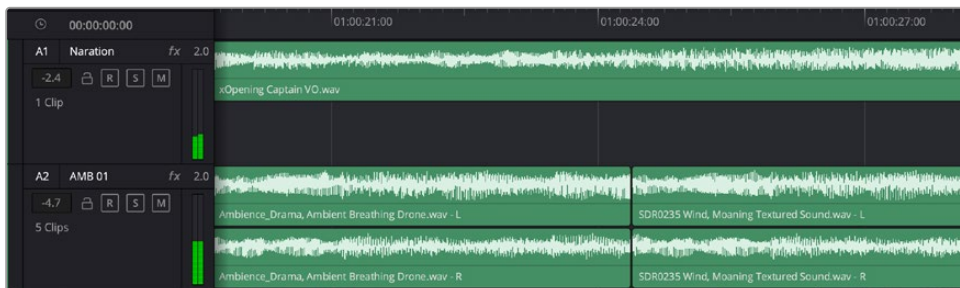 00:00:00:00 01:00:21:00 01:00:24:00 01:00:27:00
A1 Naration fx 2.0
-2.4 R S M
xOpening Captain VO.wav
1 Clip
A2 AMB 01 fx 2.0
-4.7 R S M
Ambience_Drama, Ambient Breathing Drone.wav - L SDR0235 Wind, Moaning Textured Sound.wav - L
5 Clips
Ambience_Drama, Ambient Breathing Drone.wav - R SDR0235 Wind, Moaning Textured Sound.wav - R